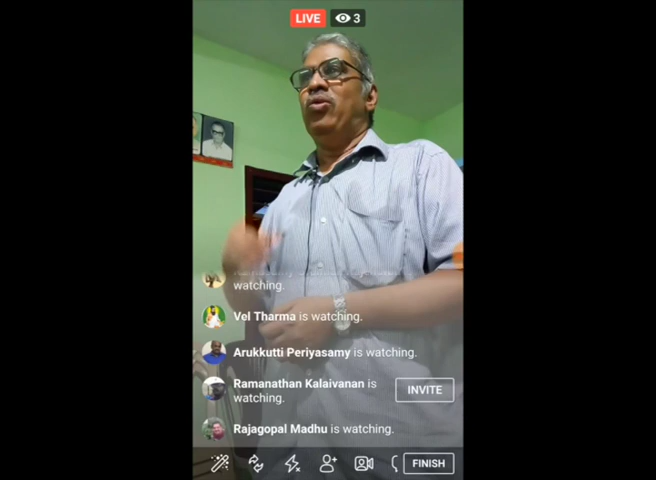 LIVE 3
watching.
Vel Tharma is watching.
Arukkutti Periyasamy is watching.
Ramanathan Kalaivanan is
watching.
INVITE
Rajagopal Madhu is watching.
FINISH